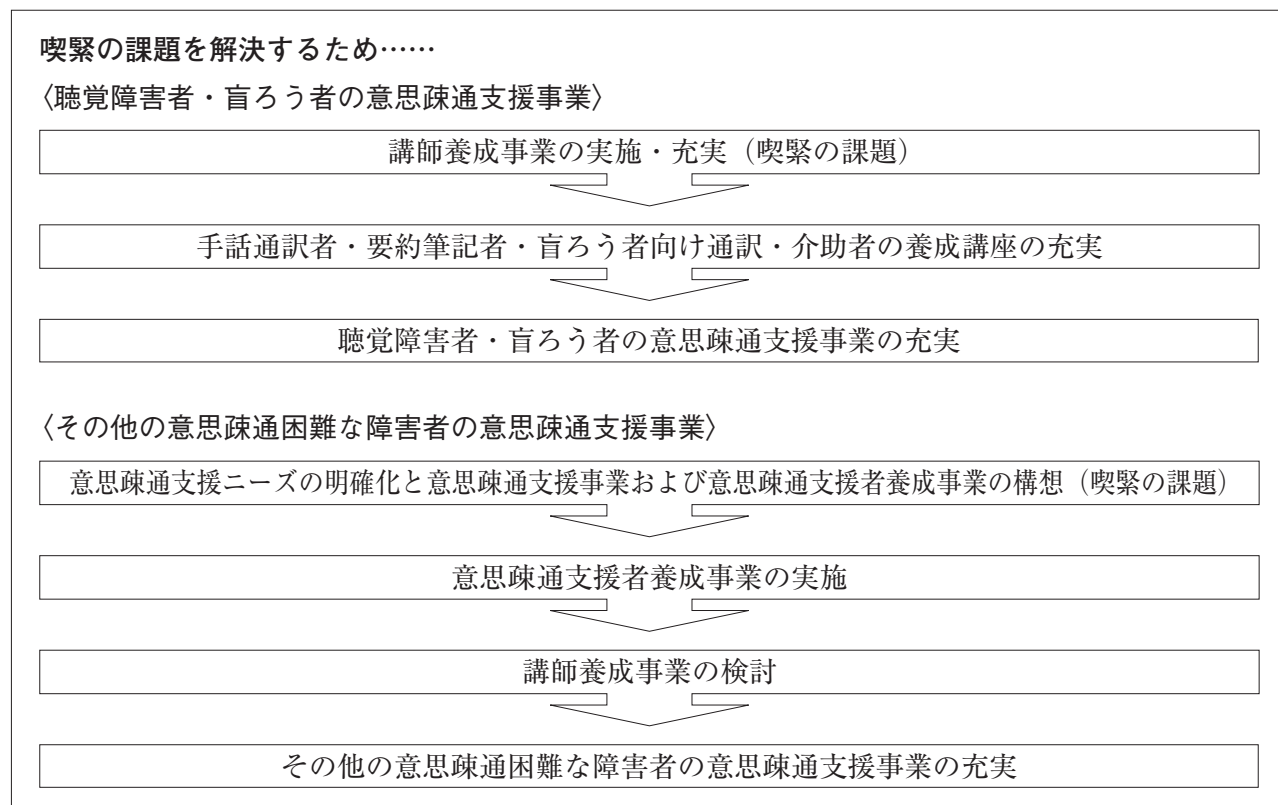 喫緊の課題を解決するため……
〈聴覚障害者・盲ろう者の意思疎通支援事業〉
講師養成事業の実施・充実（喫緊の課題）
手話通訳者・要約筆記者・盲ろう者向け通訳・介助者の養成講座の充実
聴覚障害者・盲ろう者の意思疎通支援事業の充実
〈その他の意思疎通困難な障害者の意思疎通支援事業〉
意思疎通支援ニーズの明確化と意思疎通支援事業および意思疎通支援者養成事業の構想（喫緊の課題）
意思疎通支援者養成事業の実施
講師養成事業の検討
その他の意思疎通困難な障害者の意思疎通支援事業の充実